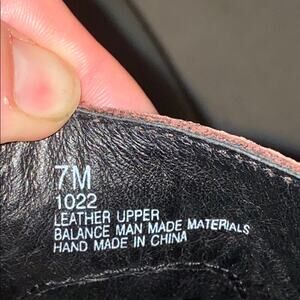 7M
1022
LEATHER UPPER
BALANCE MAN MADE MATERIALS
HAND MADE IN CHINA